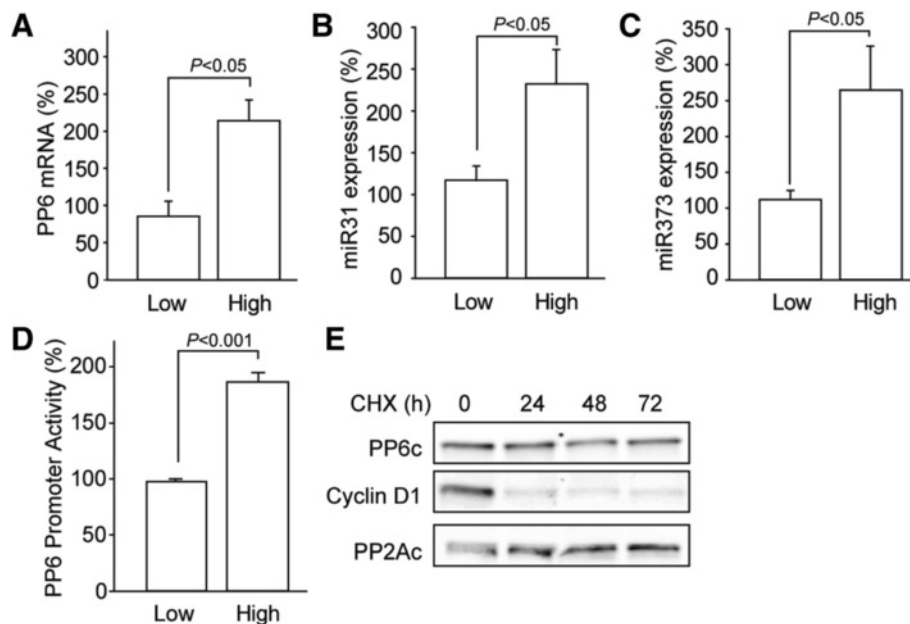 A
PP6 mRNA (%)
300
250
200
150
100
50
0
P<0.05
Low High
B
miR31 expression (%)
300
250
200
150
100
50
0
P<0.05
Low High
C
miR373 expression (%)
350
300
250
200
150
100
50
0
P<0.05
Low High
D
PP6 Promoter Activity (%)
200
150
100
50
0
P<0.001
Low High
E
CHX (h) 0 24 48 72
PP6c
Cyclin D1
PP2Ac